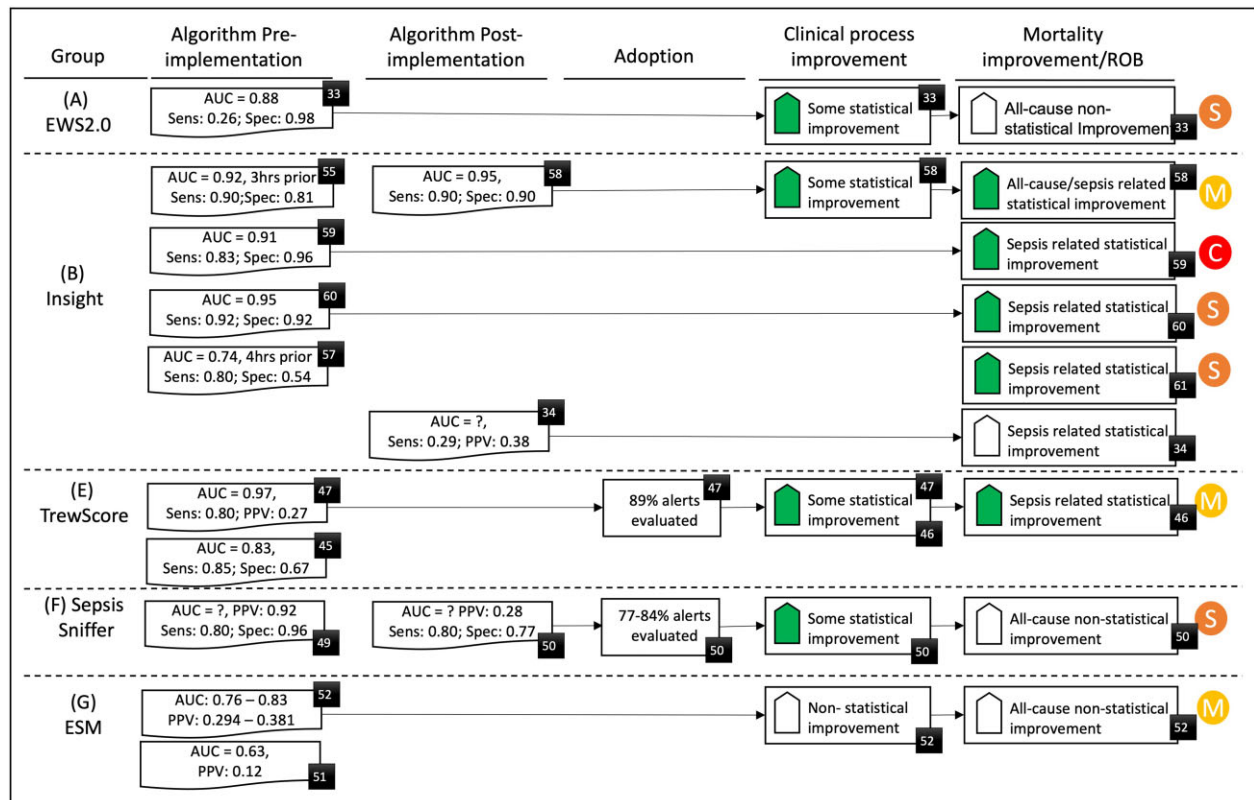 Group
Algorithm Pre-
implementation
Algorithm Post-
implementation
Adoption
Clinical process
improvement
Mortality
improvement/ROB
(A)
EWS2.0
AUC = 0.88
Sens: 0.26; Spec: 0.98
33
Some statistical
improvement
33
All-cause non-
statistical Improvement
33
S
(B)
Insight
AUC = 0.92, 3hrs prior
Sens: 0.90;Spec: 0.81
55
AUC = 0.95,
Sens: 0.90; Spec: 0.90
58
Some statistical
improvement
58
All-cause/sepsis related
statistical improvement
58
M
AUC = 0.91
Sens: 0.83; Spec: 0.96
59
Sepsis related statistical
improvement
59
C
AUC = 0.95
Sens: 0.92; Spec: 0.92
60
Sepsis related statistical
improvement
60
S
AUC = 0.74, 4hrs prior
Sens: 0.80; Spec: 0.54
57
Sepsis related statistical
improvement
61
S
AUC = ?,
Sens: 0.29; PPV: 0.38
34
Sepsis related statistical
improvement
34
(E)
TrewScore
AUC = 0.97,
Sens: 0.80; PPV: 0.27
47
89% alerts
evaluated
47
Some statistical
improvement
47
46
Sepsis related statistical
improvement
46
M
AUC = 0.83,
Sens: 0.85; Spec: 0.67
45
(F) Sepsis
Sniffer
AUC = ?, PPV: 0.92
Sens: 0.80; Spec: 0.96
49
AUC = ? PPV: 0.28
Sens: 0.80; Spec: 0.77
50
77-84% alerts
evaluated
50
Some statistical
improvement
50
All-cause non-statistical
improvement
50
S
(G)
ESM
AUC: 0.76 – 0.83
PPV: 0.294 – 0.381
52
Non- statistical
improvement
52
All-cause non-statistical
improvement
52
M
AUC = 0.63,
PPV: 0.12
51